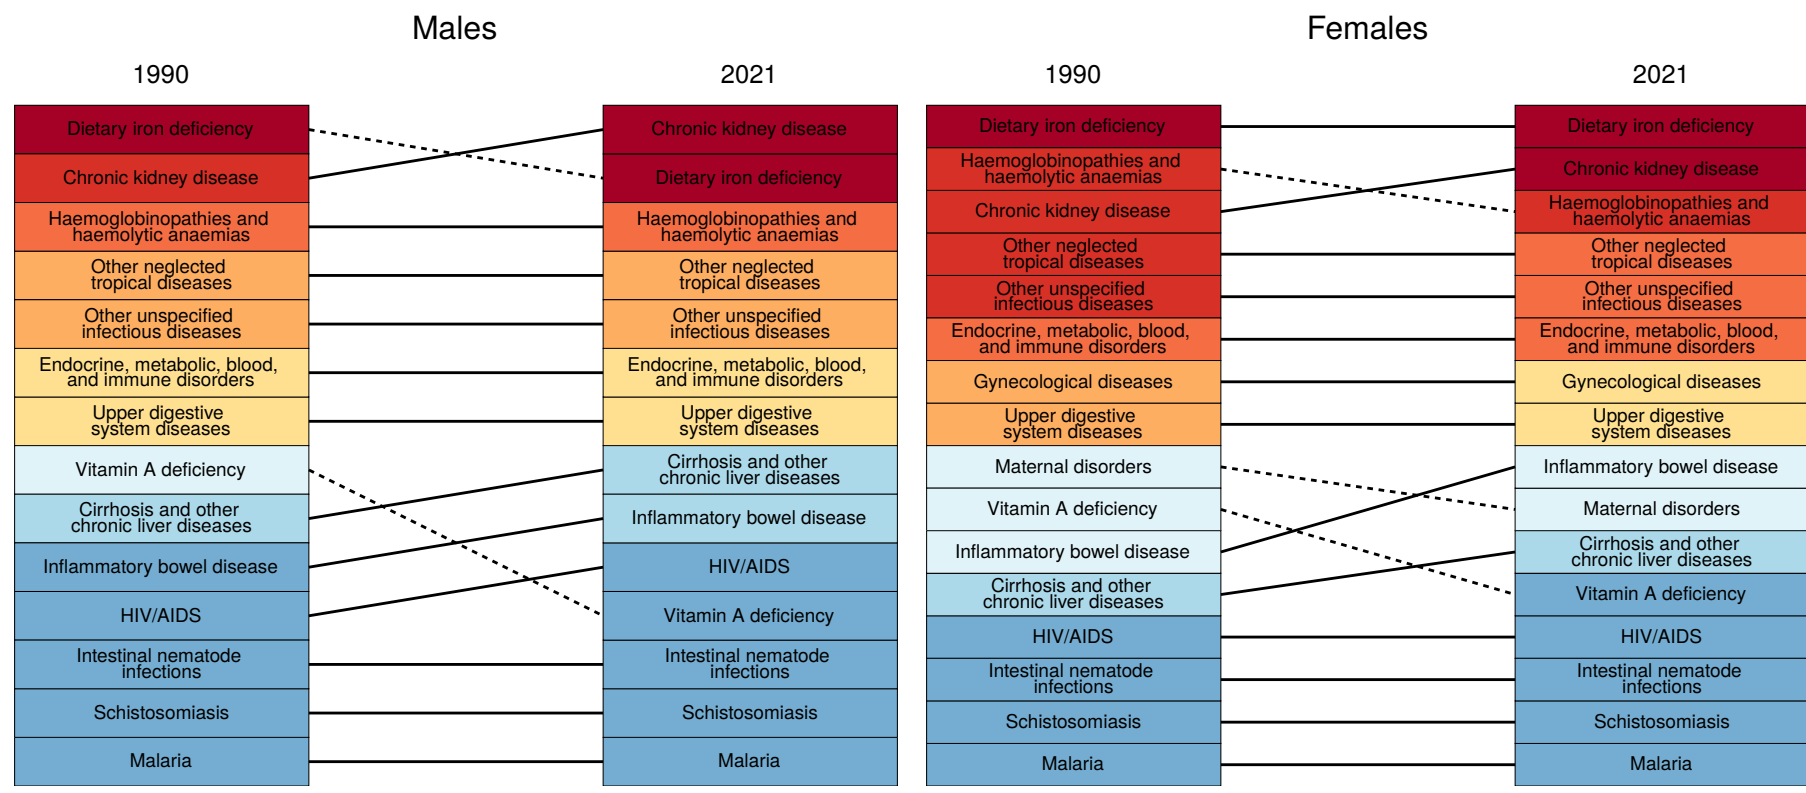 Males
1990
2021
Dietary iron deficiency
Chronic kidney disease
Haemoglobinopathies and
haemolytic anaemias
Other neglected
tropical diseases
Other unspecified
infectious diseases
Endocrine, metabolic, blood,
and immune disorders
Upper digestive
system diseases
Vitamin A deficiency
Cirrhosis and other
chronic liver diseases
Inflammatory bowel disease
HIV/AIDS
Intestinal nematode
infections
Schistosomiasis
Malaria
Chronic kidney disease
Dietary iron deficiency
Haemoglobinopathies and
haemolytic anaemias
Other neglected
tropical diseases
Other unspecified
infectious diseases
Endocrine, metabolic, blood,
and immune disorders
Upper digestive
system diseases
Cirrhosis and other
chronic liver diseases
Inflammatory bowel disease
HIV/AIDS
Vitamin A deficiency
Intestinal nematode
infections
Schistosomiasis
Malaria
Females
1990
2021
Dietary iron deficiency
Haemoglobinopathies and
haemolytic anaemias
Chronic kidney disease
Other neglected
tropical diseases
Other unspecified
infectious diseases
Endocrine, metabolic, blood,
and immune disorders
Gynecological diseases
Upper digestive
system diseases
Maternal disorders
Vitamin A deficiency
Inflammatory bowel disease
Cirrhosis and other
chronic liver diseases
HIV/AIDS
Intestinal nematode
infections
Schistosomiasis
Malaria
Dietary iron deficiency
Chronic kidney disease
Haemoglobinopathies and
haemolytic anaemias
Other neglected
tropical diseases
Other unspecified
infectious diseases
Endocrine, metabolic, blood,
and immune disorders
Gynecological diseases
Upper digestive
system diseases
Inflammatory bowel disease
Maternal disorders
Cirrhosis and other
chronic liver diseases
Vitamin A deficiency
HIV/AIDS
Intestinal nematode
infections
Schistosomiasis
Malaria